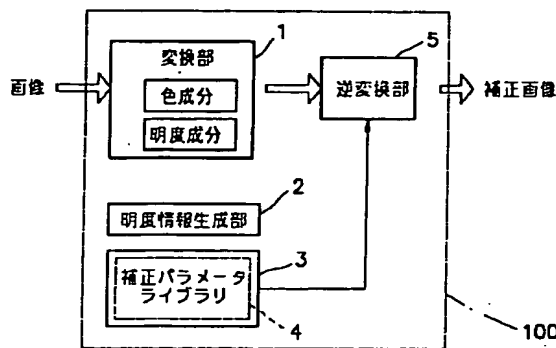 1
変換部
5
画像
色成分
逆変換部
補正画像
明度成分
2
明度情報生成部
3
補正パラメータ
ライブラリ
4
100